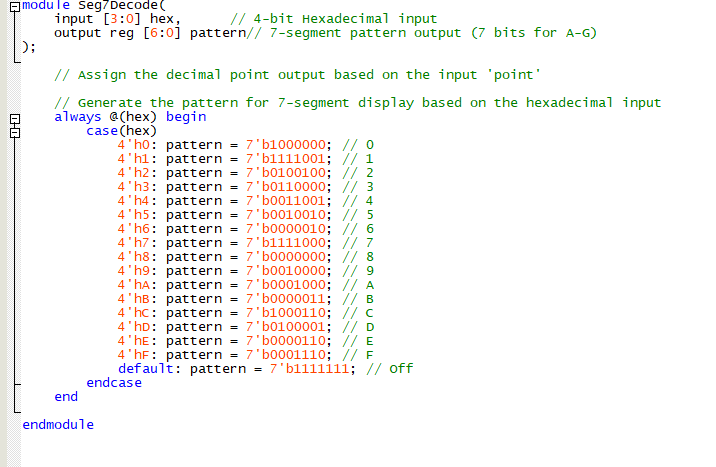 module Seg7Decode(
    input [3:0] hex,      // 4-bit Hexadecimal input
    output reg [6:0] pattern// 7-segment pattern output (7 bits for A-G)
);

    // Assign the decimal point output based on the input 'point'

    // Generate the pattern for 7-segment display based on the hexadecimal input
    always @(hex) begin
        case(hex)
            4'h0: pattern = 7'b1000000; // 0
            4'h1: pattern = 7'b1111001; // 1
            4'h2: pattern = 7'b0100100; // 2
            4'h3: pattern = 7'b0110000; // 3
            4'h4: pattern = 7'b0011001; // 4
            4'h5: pattern = 7'b0010010; // 5
            4'h6: pattern = 7'b0000010; // 6
            4'h7: pattern = 7'b1111000; // 7
            4'h8: pattern = 7'b0000000; // 8
            4'h9: pattern = 7'b0010000; // 9
            4'hA: pattern = 7'b0001000; // A
            4'hB: pattern = 7'b0000011; // B
            4'hC: pattern = 7'b1000110; // C
            4'hD: pattern = 7'b0100001; // D
            4'hE: pattern = 7'b0000110; // E
            4'hF: pattern = 7'b0001110; // F
            default: pattern = 7'b1111111; // Off
        endcase
    end

endmodule